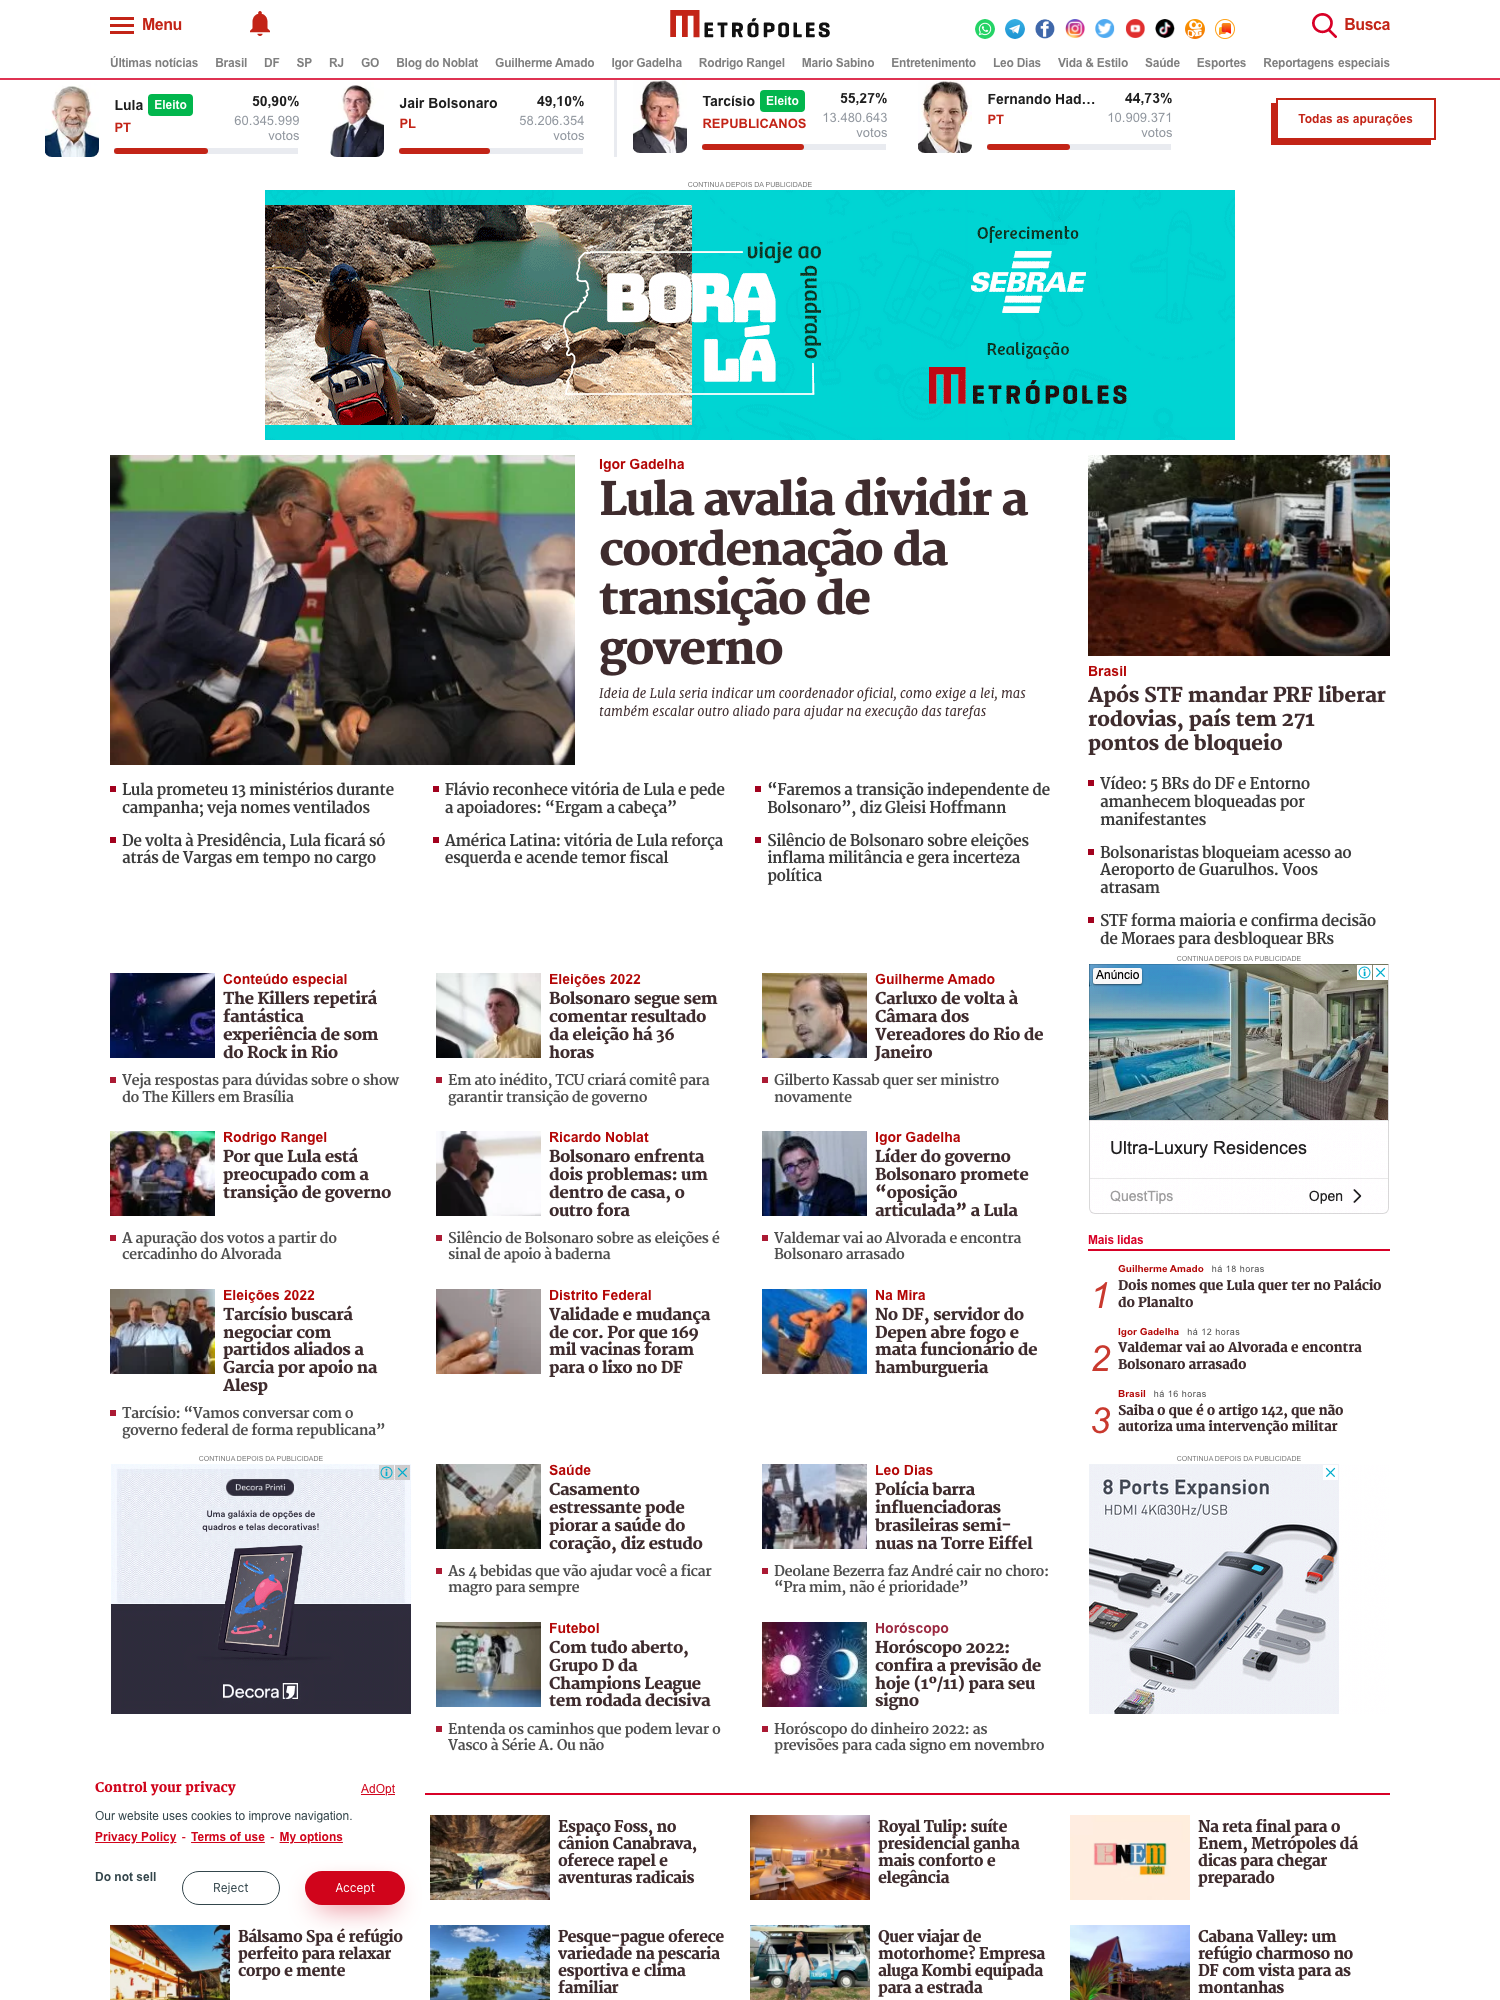 Menu
METRÓPOLES
Busca
Últimas notícias Brasil DF SP RJ GO Blog do Noblat Guilherme Amado Igor Gadelha Rodrigo Rangel Mario Sabino Entretenimento Leo Dias Vida & Estilo Saúde Esportes Reportagens especiais
Lula Eleito 50,90%
PT 60.345.999
votos
Jair Bolsonaro 49,10%
PL 58.206.354
votos
Tarcísio Eleito 55,27%
REPUBLICANOS 13.480.643
votos
Fernando Had... 44,73%
PT 10.909.371
votos
Todas as apurações
CONTINUA DEPOIS DA PUBLICIDADE
viaje ao
quadrado
BORA
LÁ
Oferecimento
SEBRAE
Realização
METRÓPOLES
Igor Gadelha
Lula avalia dividir a
coordenação da
transição de
governo
Ideia de Lula seria indicar um coordenador oficial, como exige a lei, mas
também escalar outro aliado para ajudar na execução das tarefas
Lula prometeu 13 ministérios durante
campanha; veja nomes ventilados
De volta à Presidência, Lula ficará só
atrás de Vargas em tempo no cargo
Flávio reconhece vitória de Lula e pede
a apoiadores: “Ergam a cabeça”
América Latina: vitória de Lula reforça
esquerda e acende temor fiscal
“Faremos a transição independente de
Bolsonaro”, diz Gleisi Hoffmann
Silêncio de Bolsonaro sobre eleições
inflama militância e gera incerteza
política
Brasil
Após STF mandar PRF liberar
rodovias, país tem 271
pontos de bloqueio
Vídeo: 5 BRs do DF e Entorno
amanhecem bloqueadas por
manifestantes
Bolsonaristas bloqueiam acesso ao
Aeroporto de Guarulhos. Voos
atrasam
STF forma maioria e confirma decisão
de Moraes para desbloquear BRs
CONTINUA DEPOIS DA PUBLICIDADE
Anúncio
Ultra-Luxury Residences
QuestTips
Open
Conteúdo especial
The Killers repetirá
fantástica
experiência de som
do Rock in Rio
Veja respostas para dúvidas sobre o show
do The Killers em Brasília
Eleições 2022
Bolsonaro segue sem
comentar resultado
da eleição há 36
horas
Em ato inédito, TCU criará comitê para
garantir transição de governo
Guilherme Amado
Carluxo de volta à
Câmara dos
Vereadores do Rio de
Janeiro
Gilberto Kassab quer ser ministro
novamente
Rodrigo Rangel
Por que Lula está
preocupado com a
transição de governo
A apuração dos votos a partir do
cercadinho do Alvorada
Ricardo Noblat
Bolsonaro enfrenta
dois problemas: um
dentro de casa, o
outro fora
Silêncio de Bolsonaro sobre as eleições é
sinal de apoio à baderna
Igor Gadelha
Líder do governo
Bolsonaro promete
“oposição
articulada” a Lula
Valdemar vai ao Alvorada e encontra
Bolsonaro arrasado
Eleições 2022
Tarcísio buscará
negociar com
partidos aliados a
Garcia por apoio na
Alesp
Tarcísio: “Vamos conversar com o
governo federal de forma republicana”
Distrito Federal
Validade e mudança
de cor. Por que 169
mil vacinas foram
para o lixo no DF
Na Mira
No DF, servidor do
Depen abre fogo e
mata funcionário de
hamburgueria
Mais lidas
Guilherme Amado há 18 horas
1 Dois nomes que Lula quer ter no Palácio
do Planalto
Igor Gadelha há 12 horas
2 Valdemar vai ao Alvorada e encontra
Bolsonaro arrasado
Brasil há 16 horas
3 Saiba o que é o artigo 142, que não
autoriza uma intervenção militar
CONTINUA DEPOIS DA PUBLICIDADE
Decora Printi
Uma galáxia de opções de
quadros e telas decorativas!
Decora
Saúde
Casamento
estressante pode
piorar a saúde do
coração, diz estudo
As 4 bebidas que vão ajudar você a ficar
magro para sempre
Leo Dias
Polícia barra
influenciadoras
brasileiras semi-
nuas na Torre Eiffel
Deolane Bezerra faz André cair no choro:
“Pra mim, não é prioridade”
Futebol
Com tudo aberto,
Grupo D da
Champions League
tem rodada decisiva
Entenda os caminhos que podem levar o
Vasco à Série A. Ou não
Horóscopo
Horóscopo 2022:
confira a previsão de
hoje (1º/11) para seu
signo
Horóscopo do dinheiro 2022: as
previsões para cada signo em novembro
CONTINUA DEPOIS DA PUBLICIDADE
8 Ports Expansion
HDMI 4K@30Hz/USB
RJ45
Control your privacy
AdOpt
Our website uses cookies to improve navigation.
Privacy Policy - Terms of use - My options
Do not sell
Reject
Accept
Espaço Foss, no
cânion Canabrava,
oferece rapel e
aventuras radicais
Royal Tulip: suíte
presidencial ganha
mais conforto e
elegância
ENEM
Na reta final para o
Enem, Metrópoles dá
dicas para chegar
preparado
Bálsamo Spa é refúgio
perfeito para relaxar
corpo e mente
Pesque-pague oferece
variedade na pescaria
esportiva e clima
familiar
Quer viajar de
motorhome? Empresa
aluga Kombi equipada
para a estrada
Cabana Valley: um
refúgio charmoso no
DF com vista para as
montanhas